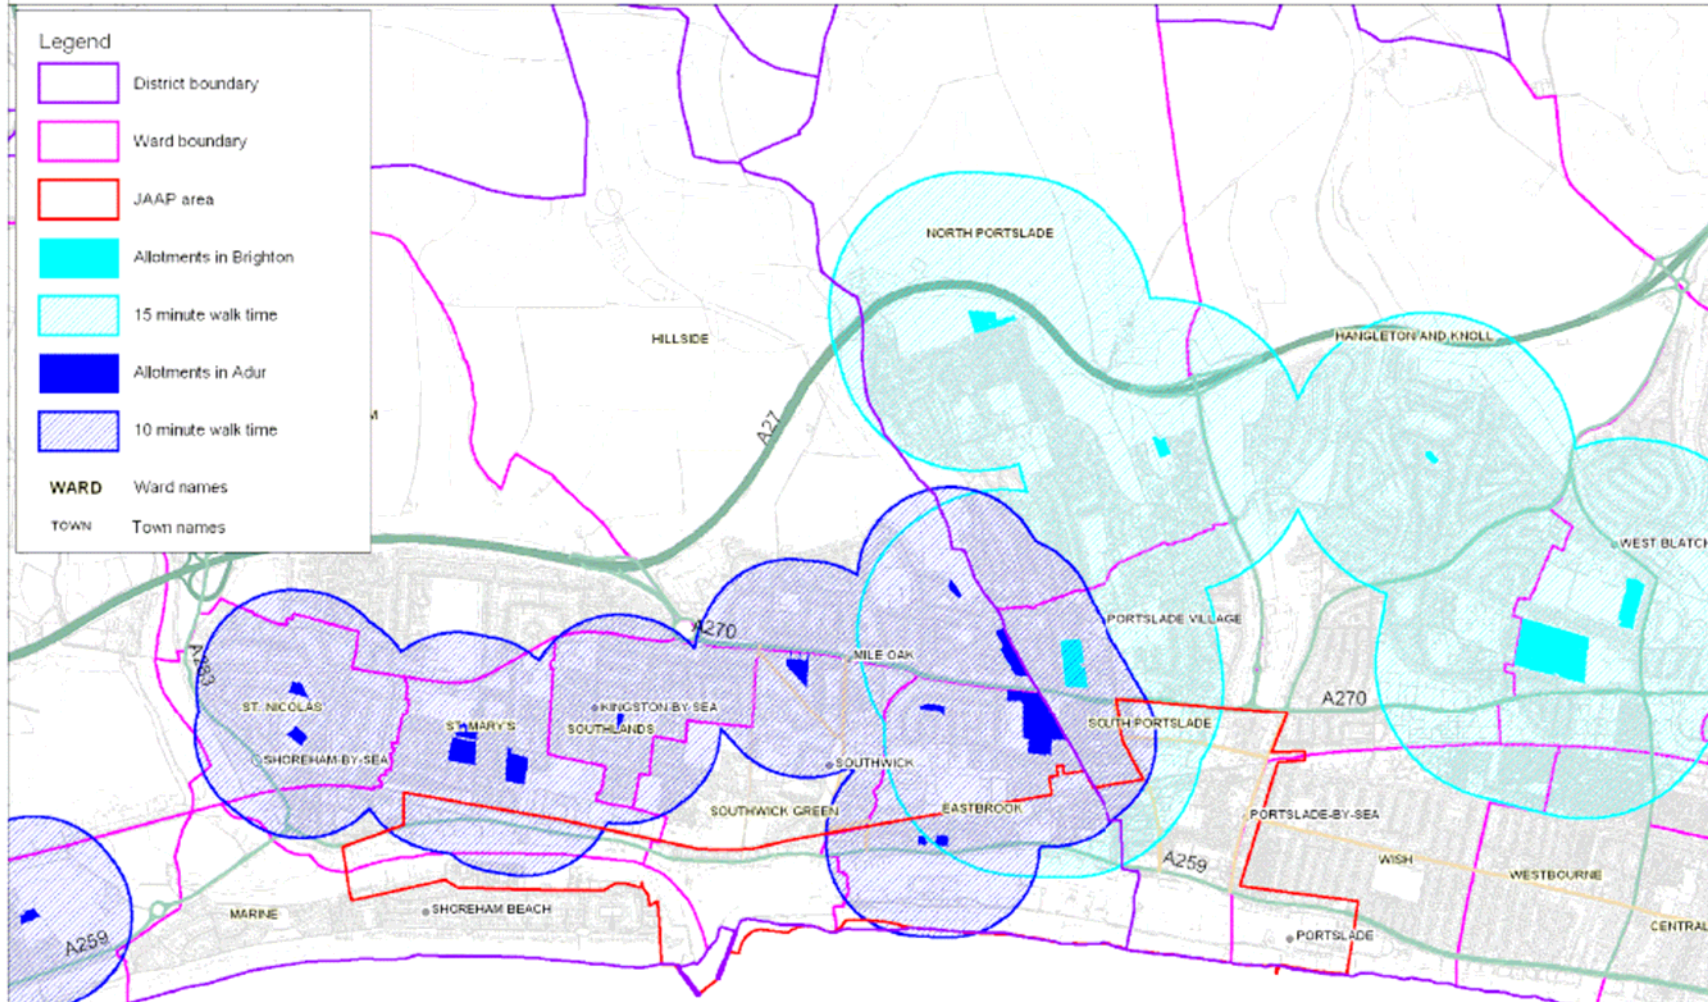 Legend
District boundary
Ward boundary
JAAP area
Allotments in Brighton
15 minute walk time
Allotments in Adur
10 minute walk time
WARD Ward names
TOWN Town names
M
NORTH PORTSLADE
HILLSIDE
HANGLETON AND KNOLL
A27
WEST BLATCH
A270
PORTSLADE VILLAGE
A283
MILE OAK
A270
ST. NICOLAS
KINGSTON-BY-SEA
ST. MARY'S
SOUTHLANDS
SOUTH PORTSLADE
SHOREHAM-BY-SEA
SOUTHWICK
SOUTHWICK GREEN
EASTBROOK
PORTSLADE-BY-SEA
A259
WISH
WESTBOURNE
MARINE
SHOREHAM BEACH
CENTRAL
A259
PORTSLADE